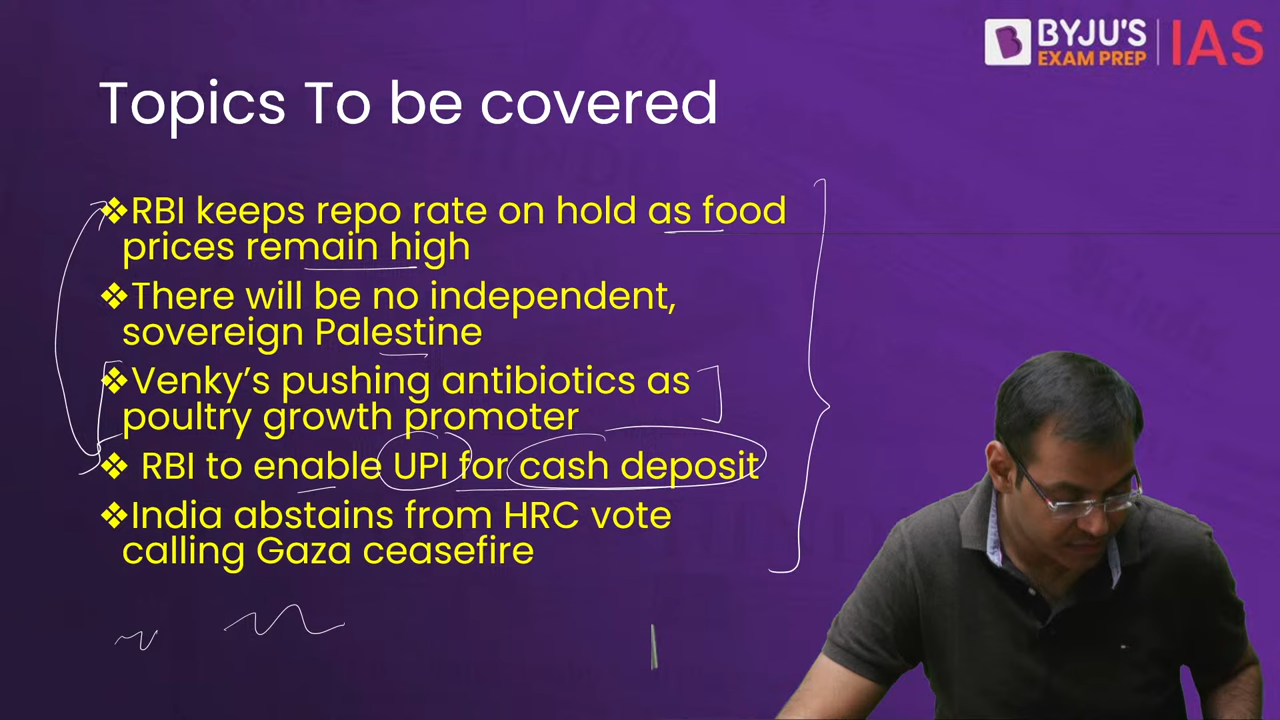 BYJU'S
EXAM PREP
IAS
Topics To be covered
❖RBI keeps repo rate on hold as food
prices remain high
❖There will be no independent,
sovereign Palestine
❖Venky’s pushing antibiotics as
poultry growth promoter
❖ RBI to enable UPI for cash deposit
❖India abstains from HRC vote
calling Gaza ceasefire